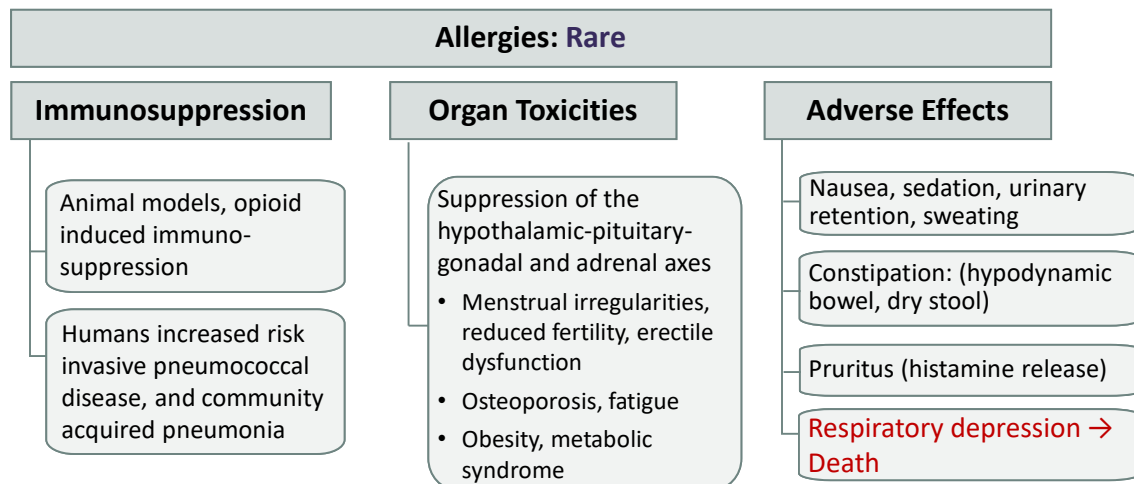 Allergies: Rare
Immunosuppression
Animal models, opioid
induced immuno-
suppression
Humans increased risk
invasive pneumococcal
disease, and community
acquired pneumonia
Organ Toxicities
Suppression of the
hypothalamic-pituitary-
gonadal and adrenal axes
• Menstrual irregularities,
reduced fertility, erectile
dysfunction
• Osteoporosis, fatigue
• Obesity, metabolic
syndrome
Adverse Effects
Nausea, sedation, urinary
retention, sweating
Constipation: (hypodynamic
bowel, dry stool)
Pruritus (histamine release)
Respiratory depression →
Death